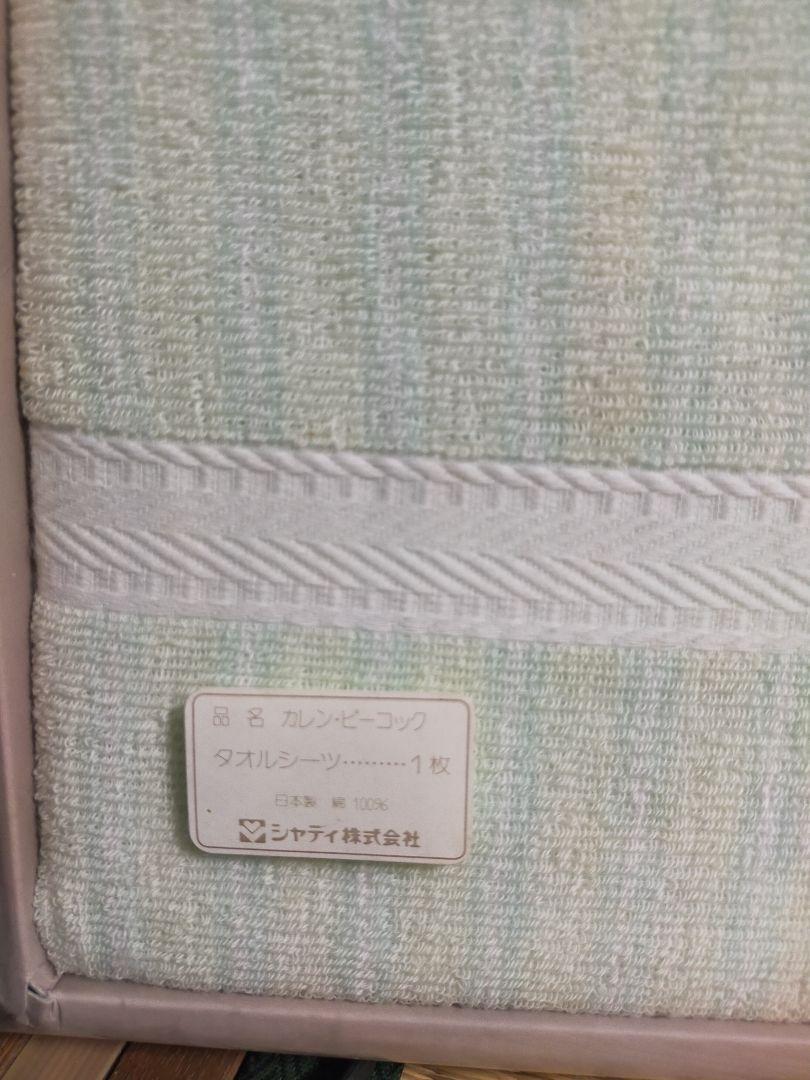 品 名 カレン・ピーコック
タオルシーツ………1枚
日本製 綿 100%
シャディ株式会社